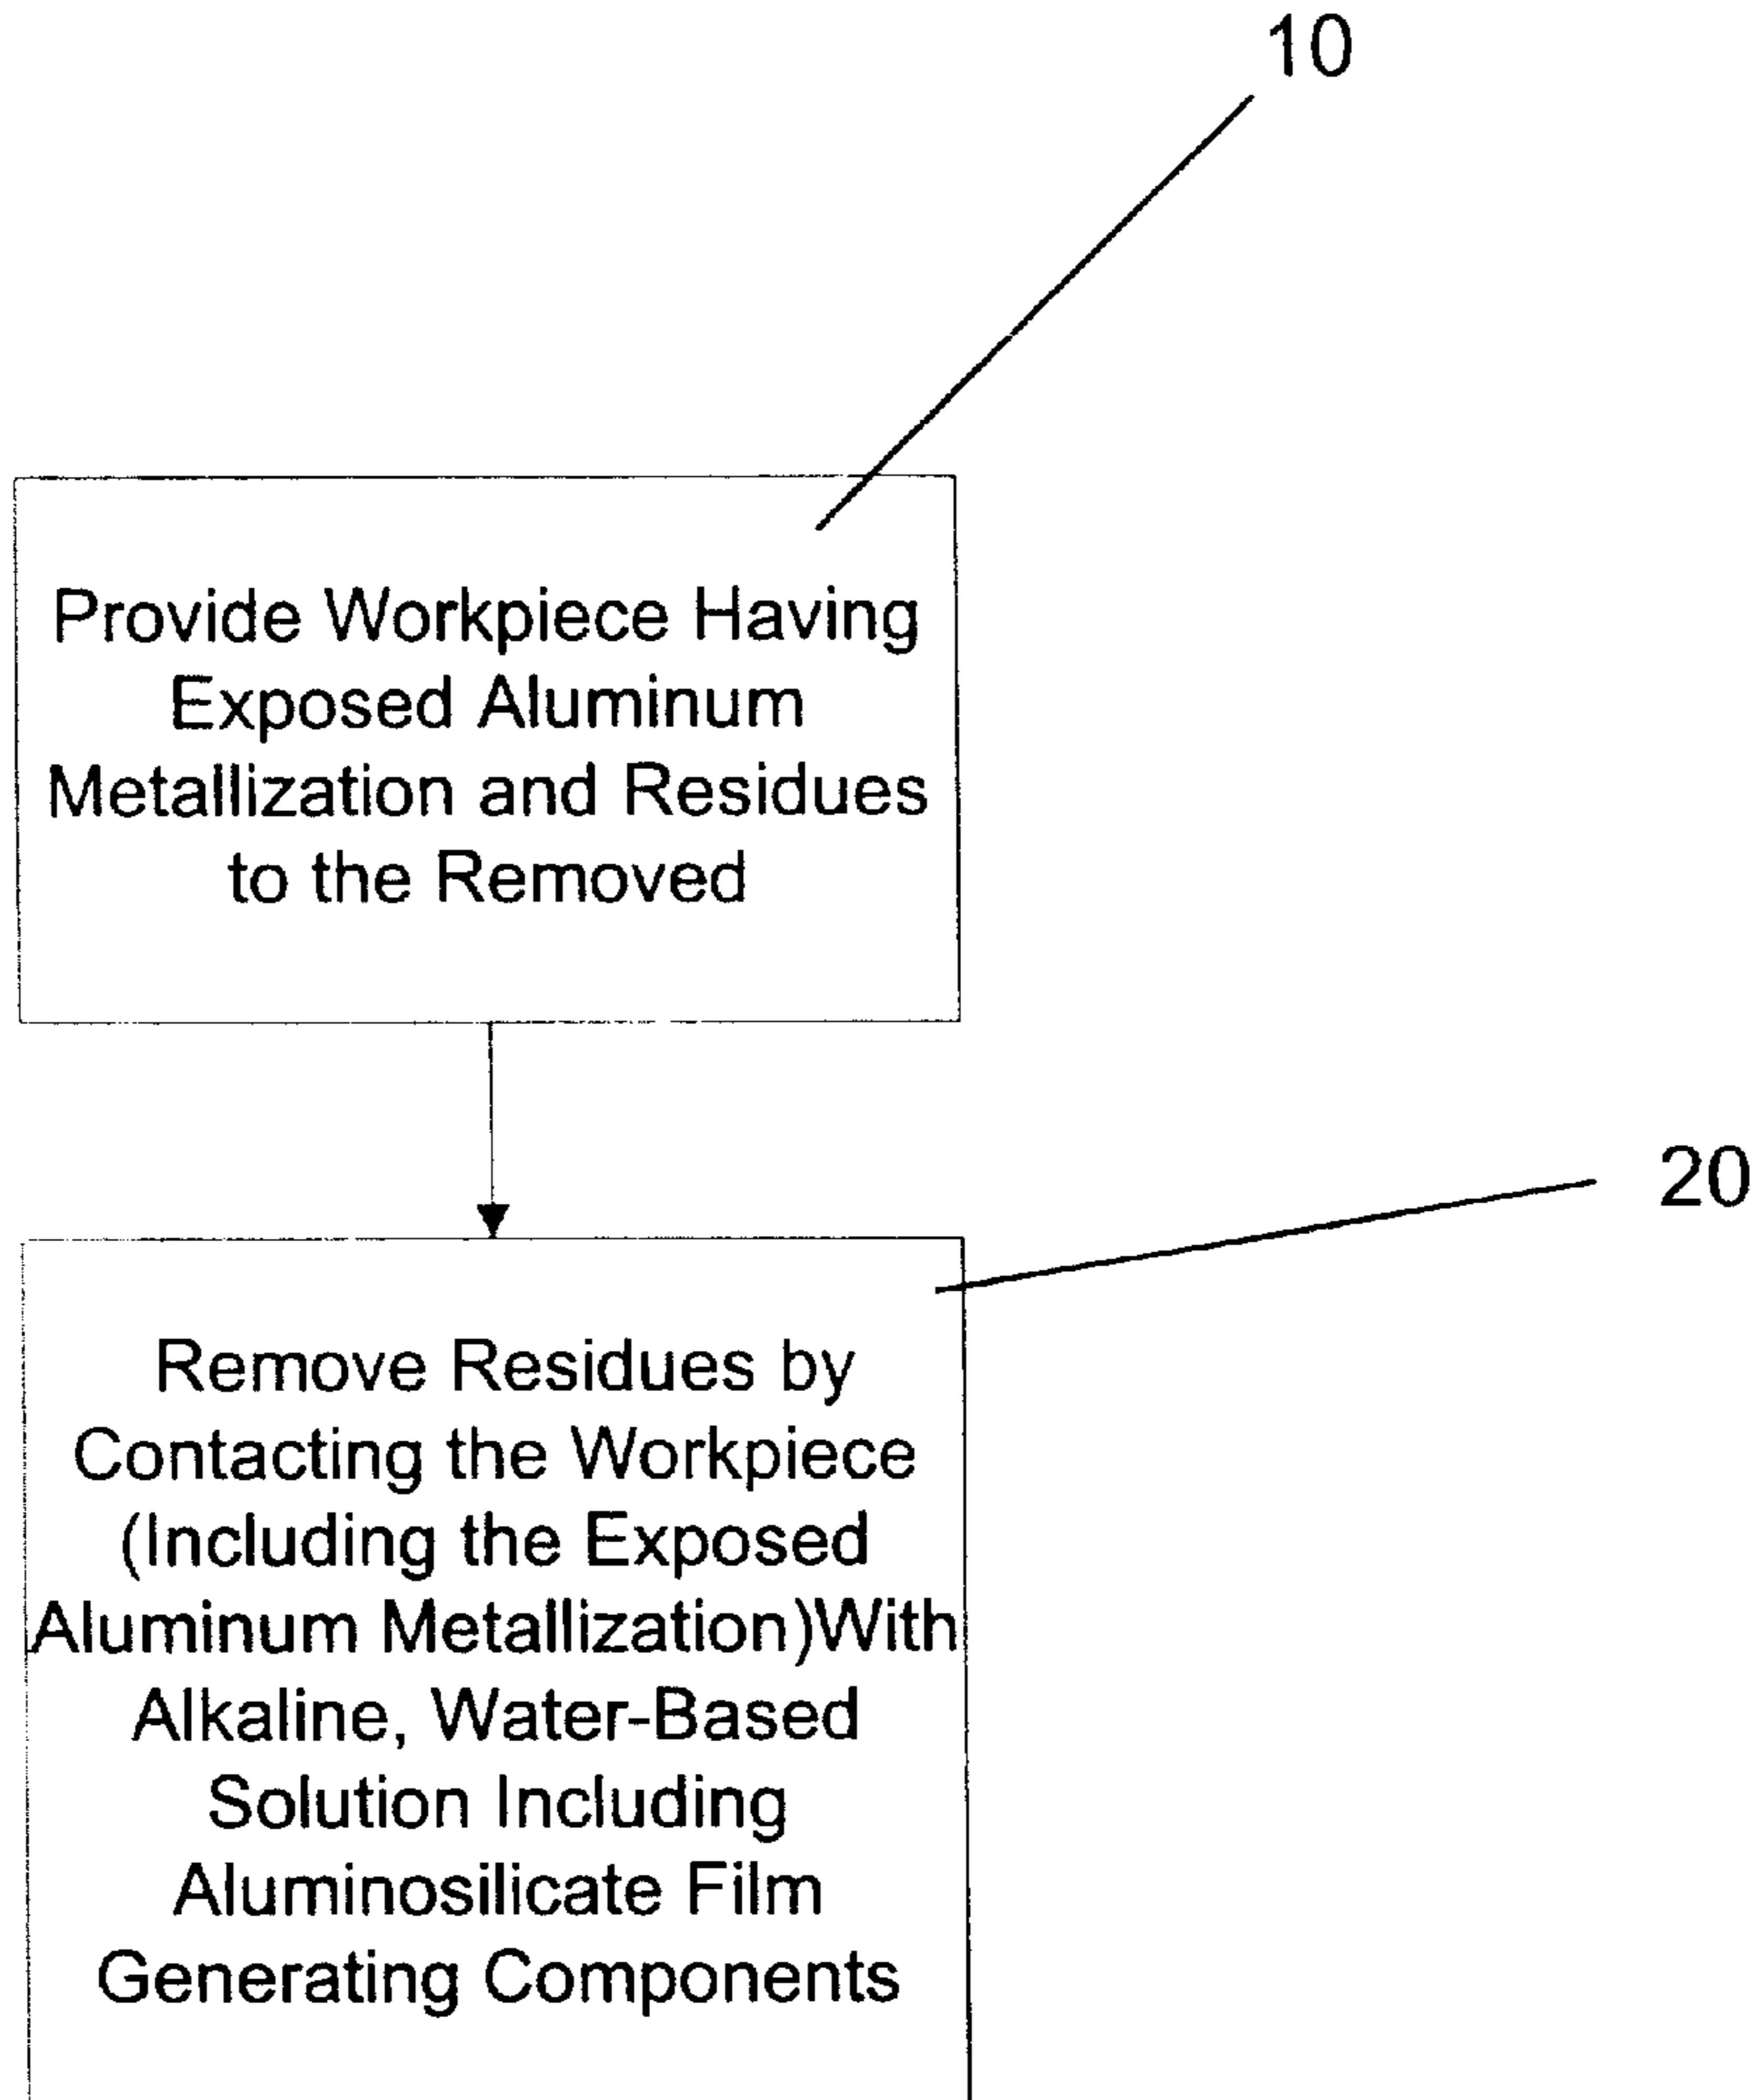 10
Provide Workpiece Having
Exposed Aluminum
Metallization and Residues
to the Removed
20
Remove Residues by
Contacting the Workpiece
(Including the Exposed
Aluminum Metallization)With
Alkaline, Water-Based
Solution Including
Aluminosilicate Film
Generating Components